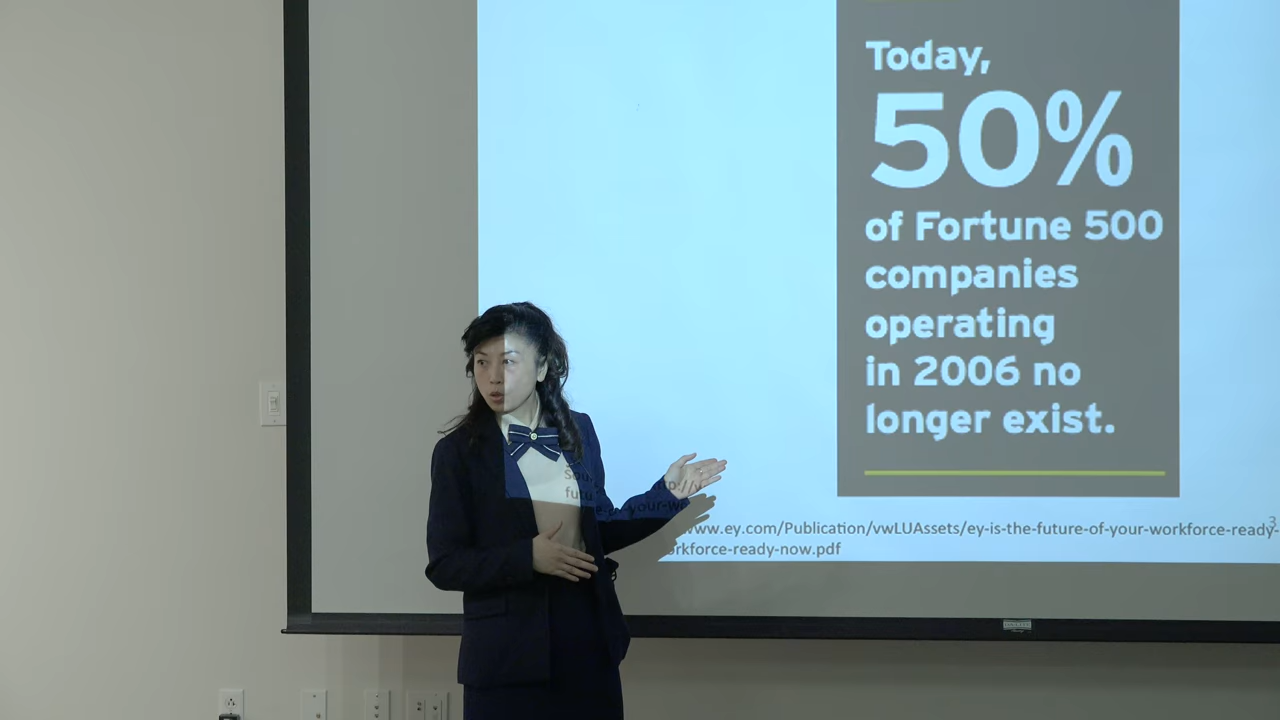 Today,
50%
of Fortune 500
companies
operating
in 2006 no
longer exist.
3
www.ey.com/Publication/vwLUAssets/ey-is-the-future-of-your-workforce-ready-
workforce-ready-now.pdf